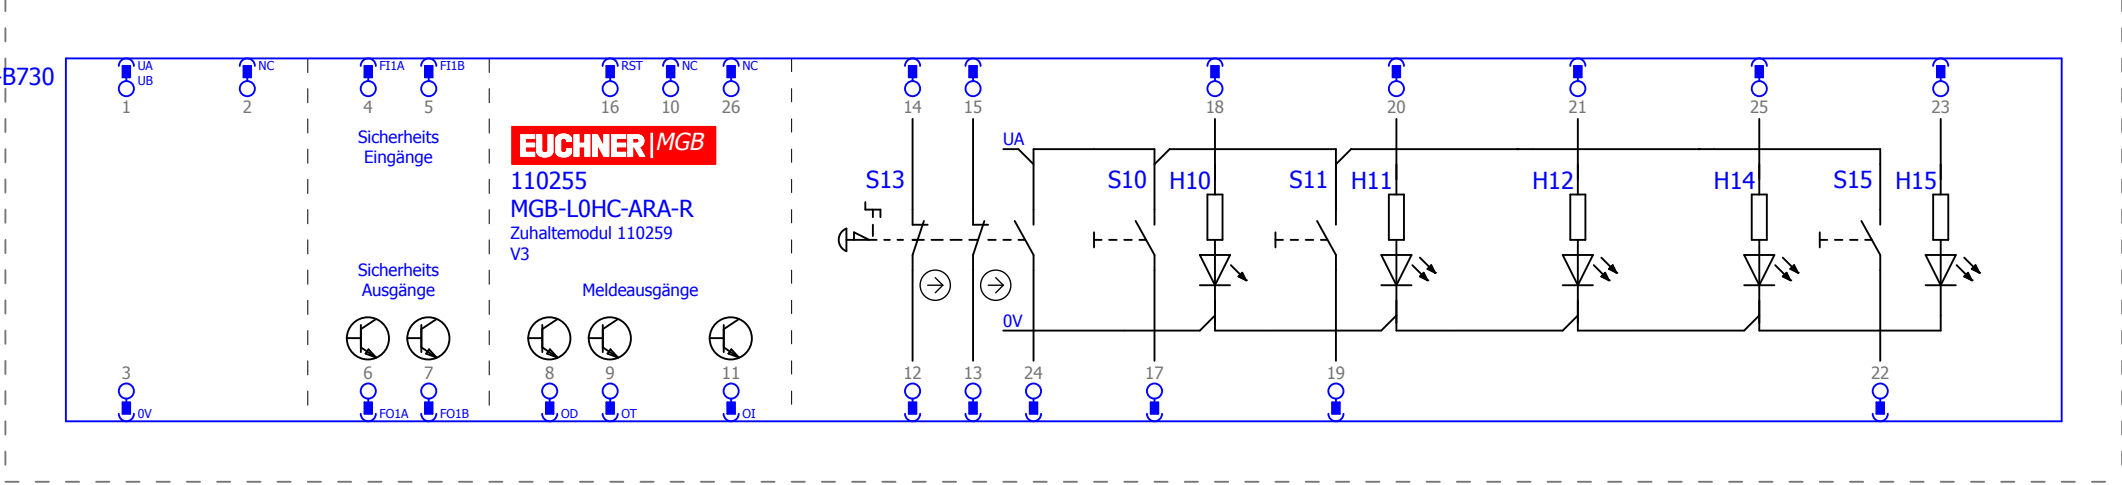 -B730
UA
UB
NC
FI1A
FI1B
RST
NC
NC
1
2
4
5
16
10
26
14
15
18
20
21
25
23
Sicherheits
Eingänge
EUCHNER|MGB
110255
MGB-L0HC-ARA-R
Zuhaltemodul 110259
V3
UA
S13
S10
H10
S11
H11
H12
H14
S15
H15
Sicherheits
Ausgänge
Meldeausgänge
0V
3
6
7
8
9
11
12
13
24
17
19
22
0V
FO1A
FO1B
OD
OT
OI